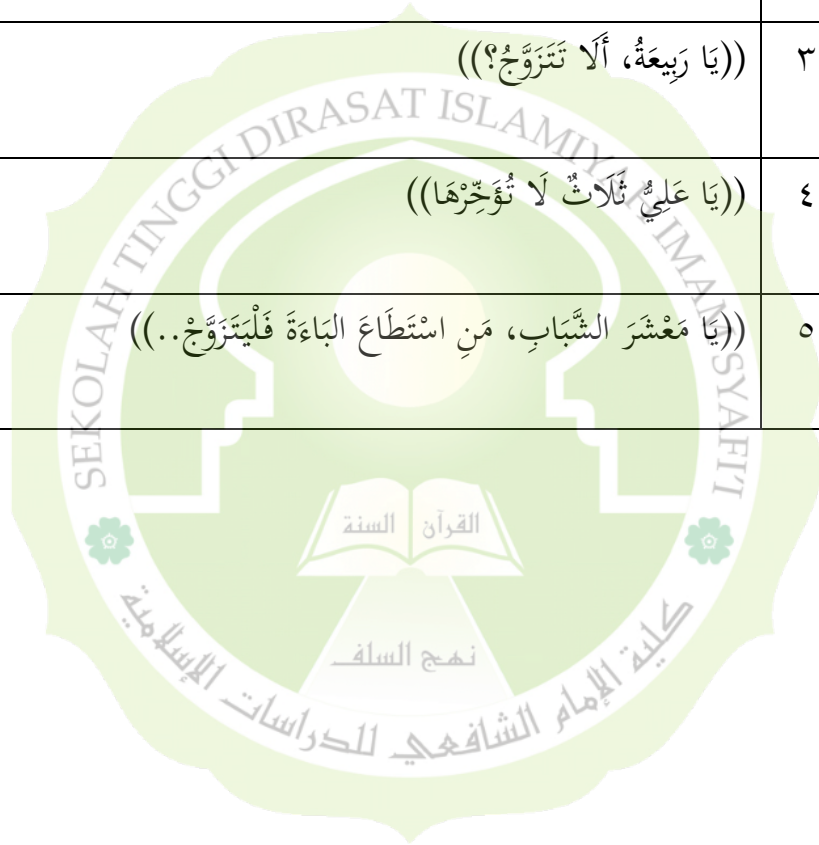 ٣ ((يَا رَبِيعَةُ، أَلَا تَتَزَوَّجُ؟))
٤ ((يَا عَلِيُّ ثَلَاثٌ لَا تُؤَخِّرْهَا))
٥ ((يَا مَعْشَرَ الشَّبَابِ، مَنِ اسْتَطَاعَ البَاءَةَ فَلْيَتَزَوَّجْ..))
SEKOLAH TINGGI DIRASAT ISLAMIYAH IMAM SYAFI'I
القرآن السنة
نهج السلف
كلية الإمام الشافعي للدراسات الإسلامية